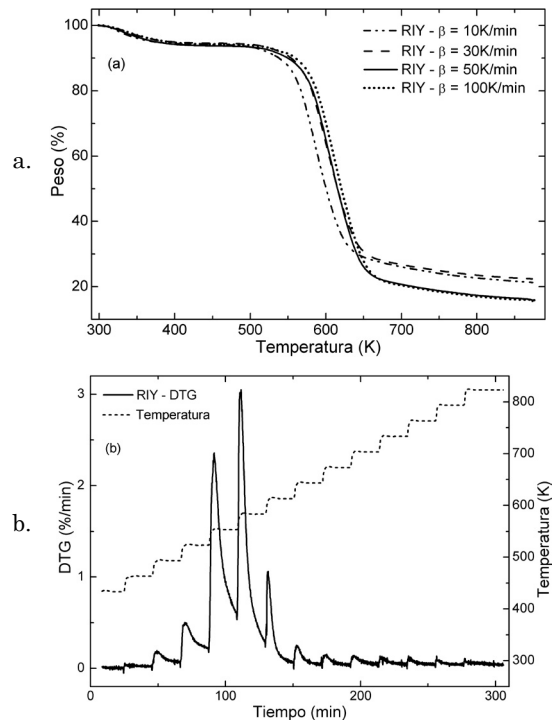 a.
Peso (%)
100
80
60
40
20
(a)
RIY - β = 10K/min
RIY - β = 30K/min
RIY - β = 50K/min
RIY - β = 100K/min
300 400 500 600 700 800 900
Temperatura (K)
b.
DTG (%/min)
3
2
1
0
RIY - DTG
Temperatura
(b)
800
700
600
500
400
300
Temperatura (K)
0 100 200 300
Tiempo (min)